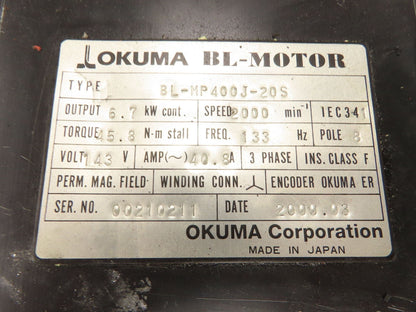 OKUMA BL-MOTOR
TYPE BL-MP400J-20S
OUTPUT 6.7 kW cont. SPEED 2000 min⁻¹ IEC341
TORQUE 45.8 N-m stall FREQ. 133 Hz POLE 8
VOLT 143 V AMP(~) 40.8 A 3 PHASE INS. CLASS F
PERM. MAG. FIELD: WINDING CONN. ENCODER OKUMA ER
SER. NO. 00210211 DATE 2000.03
OKUMA Corporation
MADE IN JAPAN